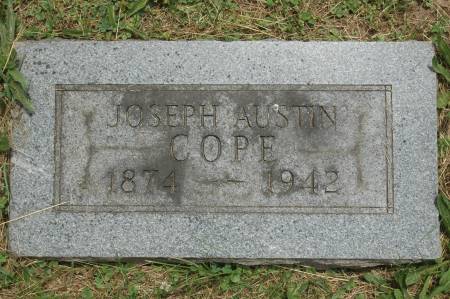 JOSEPH AUSTIN
COPE
1874 — 1942